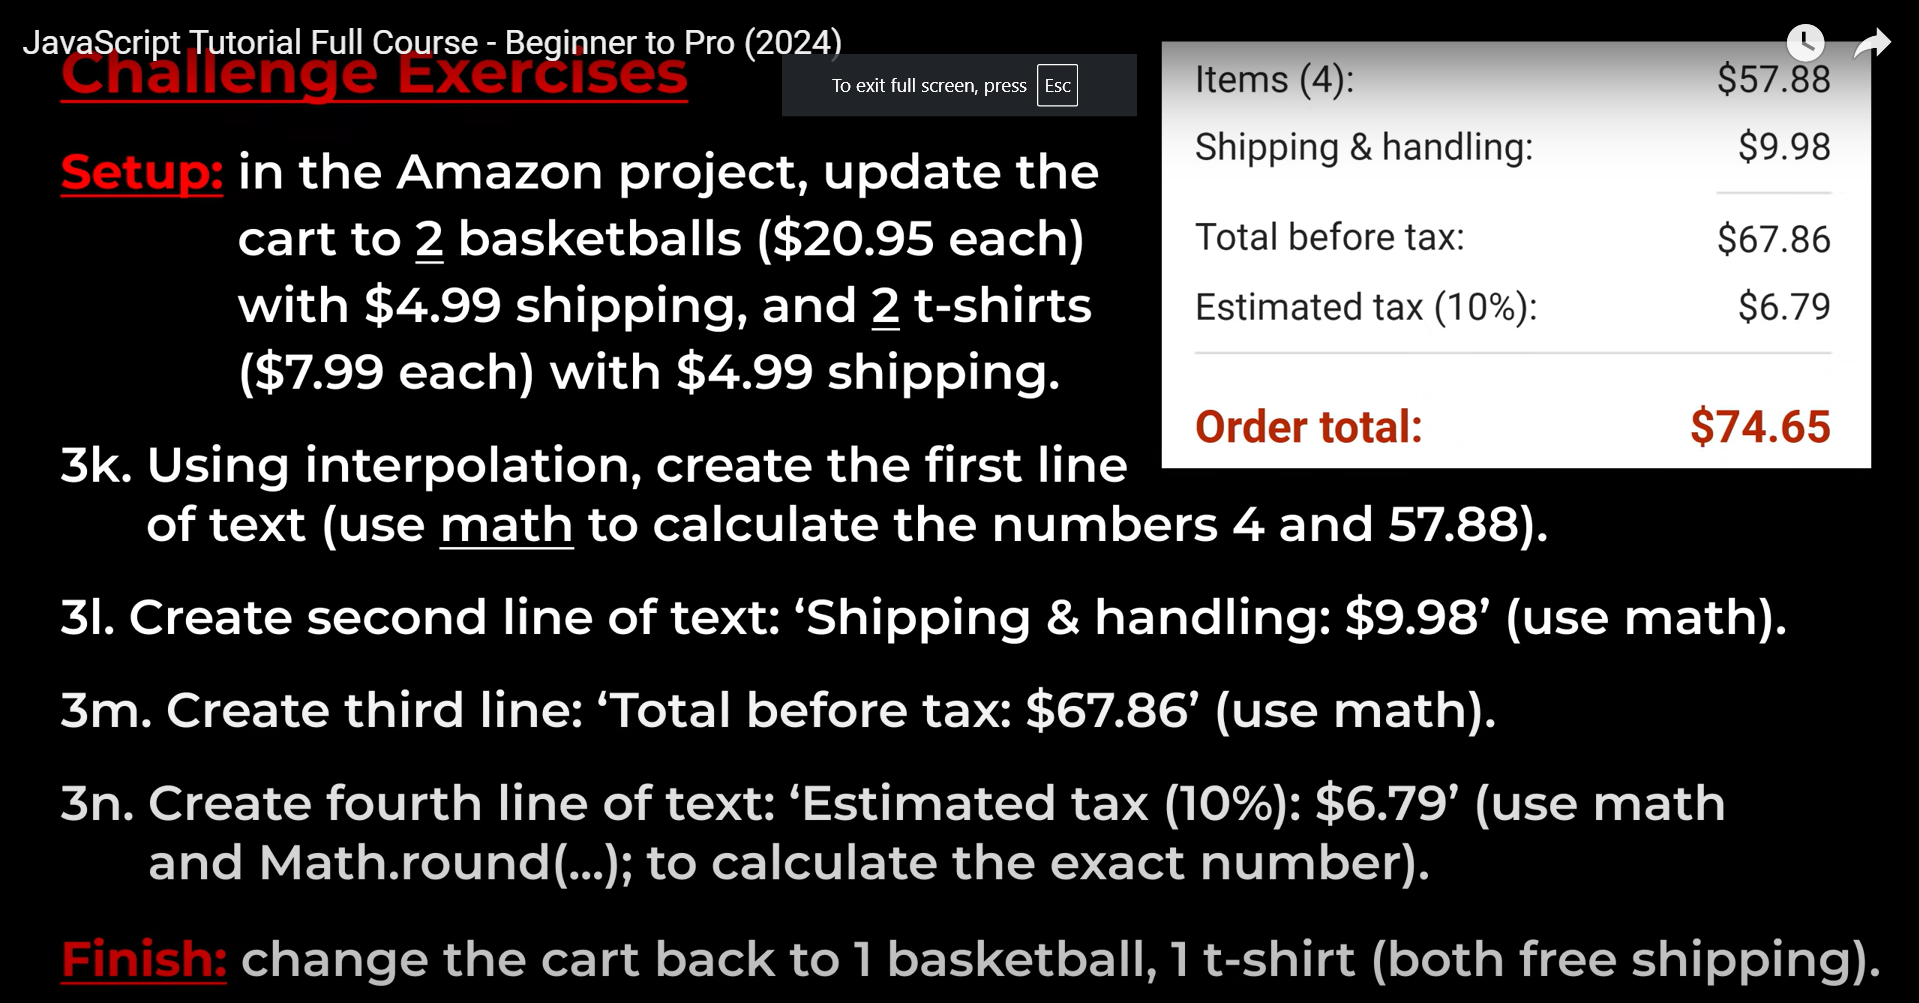 JavaScript Tutorial Full Course - Beginner to Pro (2024)
Challenge Exercises
To exit full screen, press Esc
Setup: in the Amazon project, update the
cart to 2 basketballs ($20.95 each)
with $4.99 shipping, and 2 t-shirts
($7.99 each) with $4.99 shipping.
Items (4): $57.88
Shipping & handling: $9.98
Total before tax: $67.86
Estimated tax (10%): $6.79
Order total: $74.65
3k. Using interpolation, create the first line
of text (use math to calculate the numbers 4 and 57.88).
3l. Create second line of text: ‘Shipping & handling: $9.98’ (use math).
3m. Create third line: ‘Total before tax: $67.86’ (use math).
3n. Create fourth line of text: ‘Estimated tax (10%): $6.79’ (use math
and Math.round(...); to calculate the exact number).
Finish: change the cart back to 1 basketball, 1 t-shirt (both free shipping).